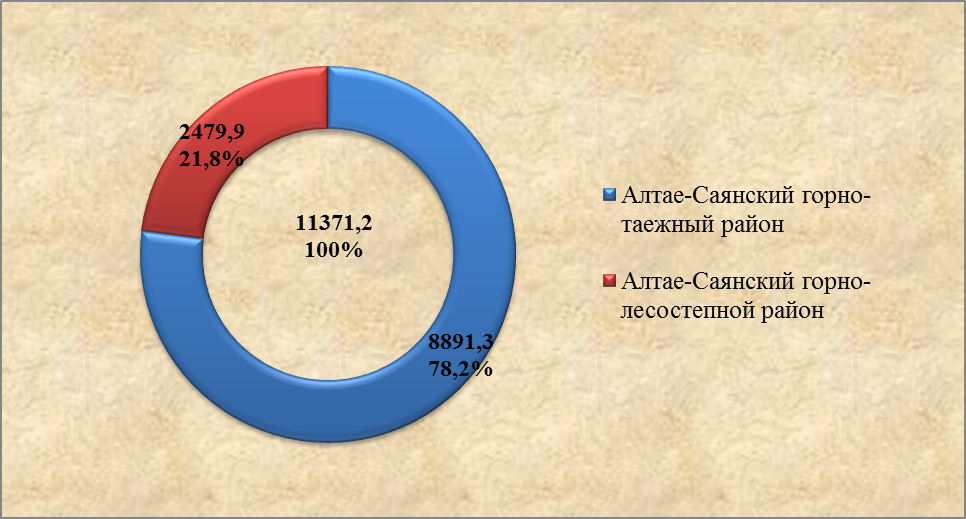 2479,9
21,8%
11371,2
100%
8891,3
78,2%
Алтае-Саянский горно-
таежный район
Алтае-Саянский горно-
лесостепной район